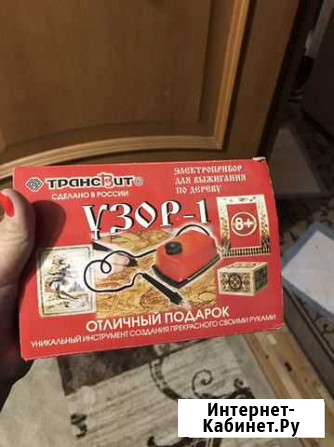 ТРАНСВИТ®
СДЕЛАНО В РОССИИ
ЭЛЕКТРОПРИБОР
ДЛЯ ВЫЖИГАНИЯ
ПО ДЕРЕВУ
УЗОР-1
8+
ОТЛИЧНЫЙ ПОДАРОК
УНИКАЛЬНЫЙ ИНСТРУМЕНТ СОЗДАНИЯ ПРЕКРАСНОГО СВОИМИ РУКАМИ
Интернет-
Кабинет.Ру